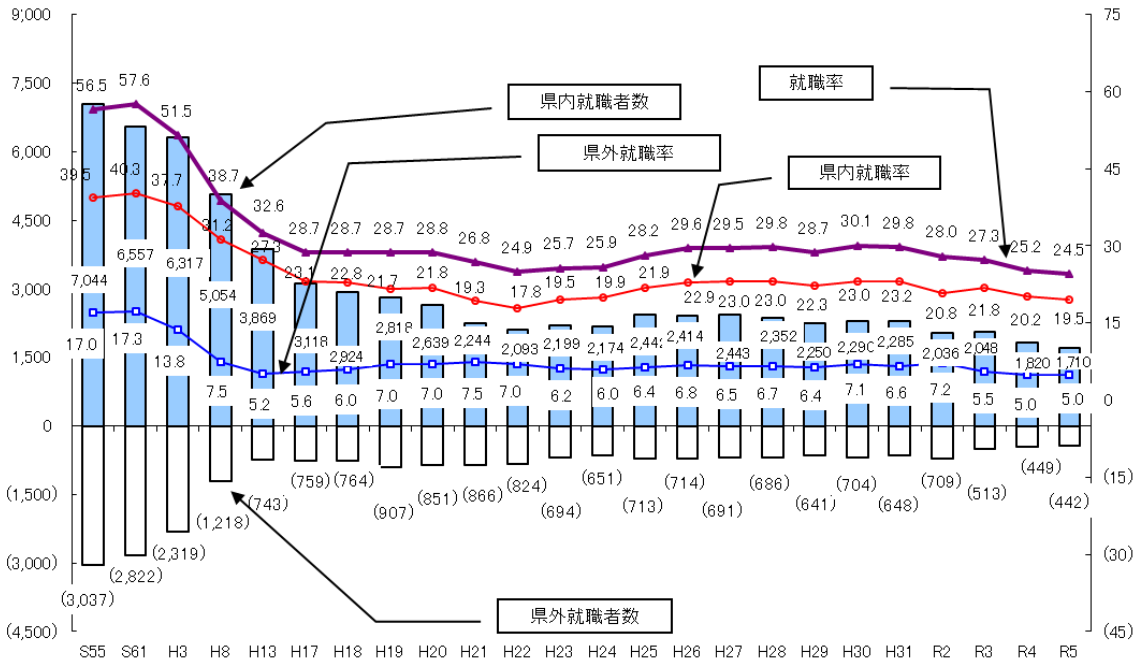 9,000
7,500
6,000
4,500
3,000
1,500
0
(1,500)
(3,000)
(4,500)
75
60
45
30
15
0
(15)
(30)
(45)
就職率
県内就職者数
県外就職率
県内就職率
県外就職者数
56.5 57.6 51.5 38.7 32.6 28.7 28.7 28.7 28.8 26.8 24.9 25.7 25.9 28.2 29.6 29.5 29.8 28.7 30.1 29.8 28.0 27.3 25.2 24.5
39.5 40.3 37.7 31.2 27.3 23.1 22.8 21.7 21.8 19.3 17.8 19.5 19.9 21.9 22.9 23.0 23.0 22.3 23.0 23.2 20.8 21.8 20.2 19.5
7,044 6,557 6,317 5,054 3,869 3,118 2,924 2,818 2,639 2,244 2,093 2,199 2,174 2,414 2,443 2,352 2,250 2,290 2,285 2,036 2,048 1,820 1,710
17.0 17.3 13.8 7.5 5.2 5.6 6.0 7.0 7.0 7.5 7.0 6.2 6.0 6.4 6.8 6.5 6.7 6.4 7.1 6.6 7.2 5.5 5.0 5.0
(3,037) (2,822) (2,319) (1,218) (743) (759) (764) (907) (851) (866) (824) (694) (651) (713) (714) (691) (686) (641) (704) (648) (709) (513) (449) (442)
S55 S61 H3 H8 H13 H17 H18 H19 H20 H21 H22 H23 H24 H25 H26 H27 H28 H29 H30 H31 R2 R3 R4 R5